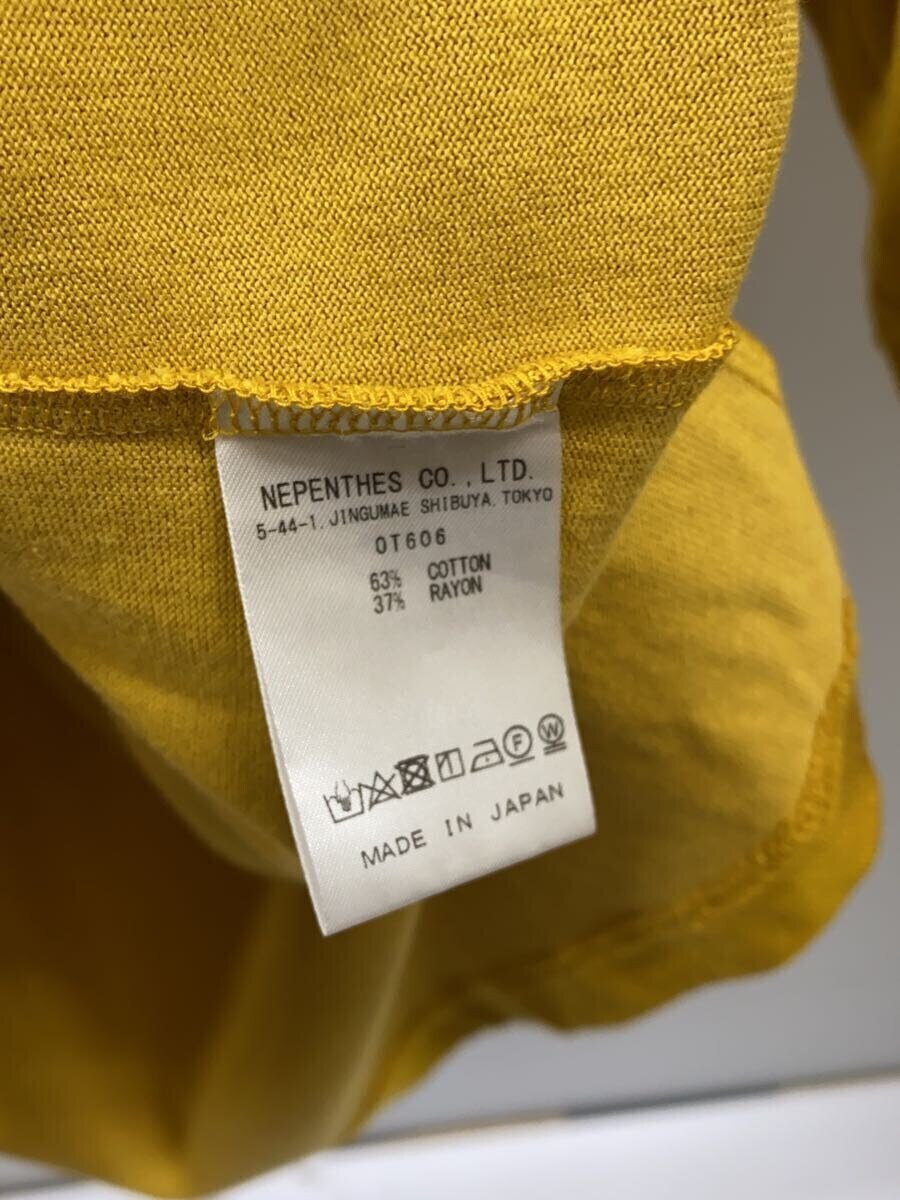 NEPENTHES CO.,LTD.
5-44-1. JINGUMAE SHIBUYA. TOKYO
OT606
63% COTTON
37% RAYON
F W
MADE IN JAPAN